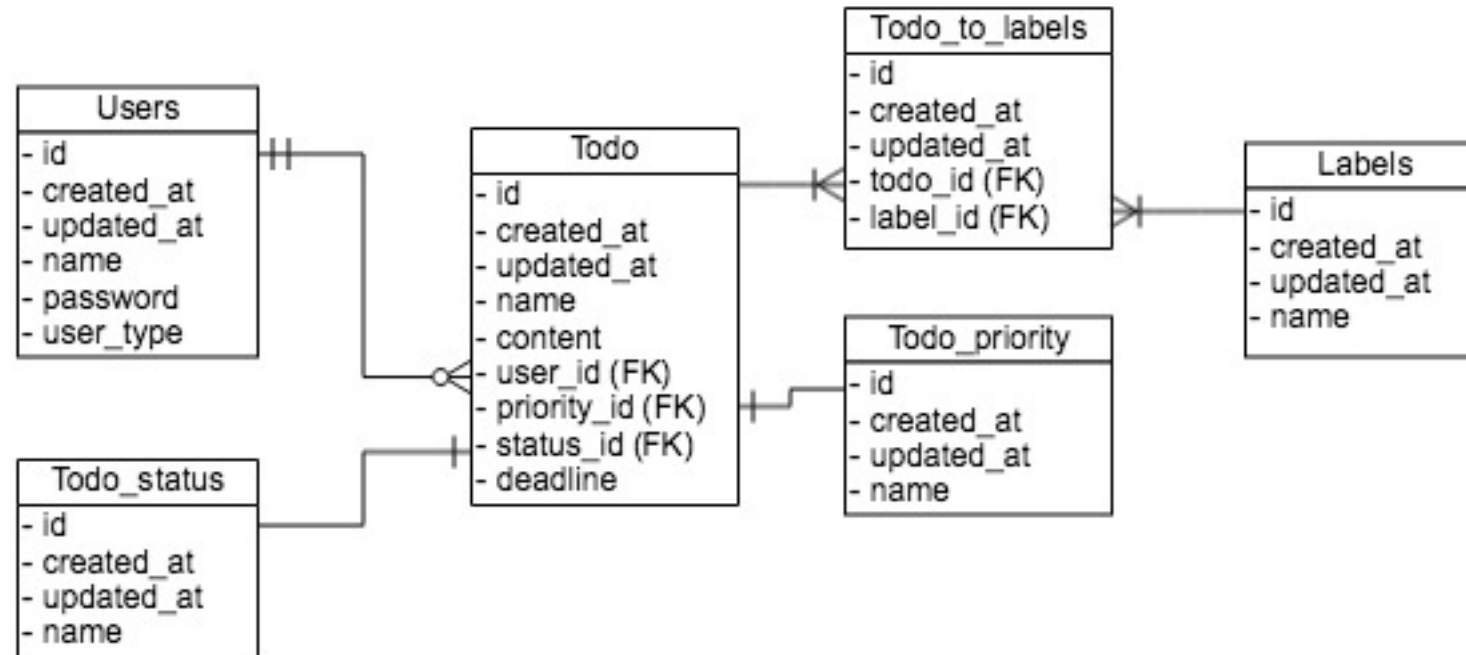 Users
- id
- created_at
- updated_at
- name
- password
- user_type
Todo_status
- id
- created_at
- updated_at
- name
Todo
- id
- created_at
- updated_at
- name
- content
- user_id (FK)
- priority_id (FK)
- status_id (FK)
- deadline
Todo_to_labels
- id
- created_at
- updated_at
- todo_id (FK)
- label_id (FK)
Todo_priority
- id
- created_at
- updated_at
- name
Labels
- id
- created_at
- updated_at
- name